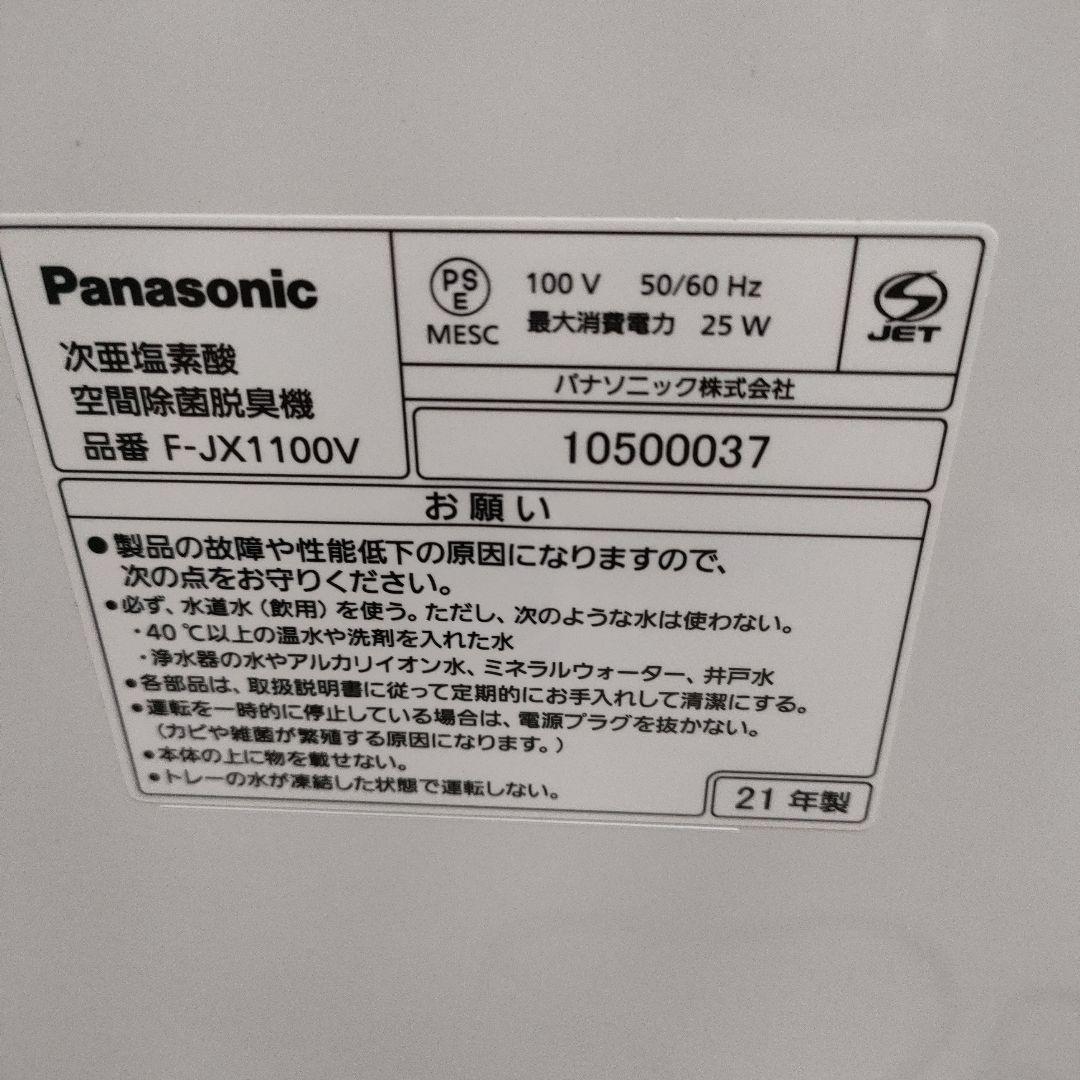 Panasonic
次亜塩素酸
空間除菌脱臭機
品番 F-JX1100V
PSE
MESC
100 V 50/60 Hz
最大消費電力 25 W
JET
パナソニック株式会社
10500037
お願い
●製品の故障や性能低下の原因になりますので、
次の点をお守りください。
●必ず、水道水(飲用)を使う。ただし、次のような水は使わない。
・40 ℃以上の温水や洗剤を入れた水
・浄水器の水やアルカリイオン水、ミネラルウォーター、井戸水
●各部品は、取扱説明書に従って定期的にお手入れして清潔にする。
●運転を一時的に停止している場合は、電源プラグを抜かない。
(カビや雑菌が繁殖する原因になります。)
●本体の上に物を載せない。
●トレーの水が凍結した状態で運転しない。
21 年製